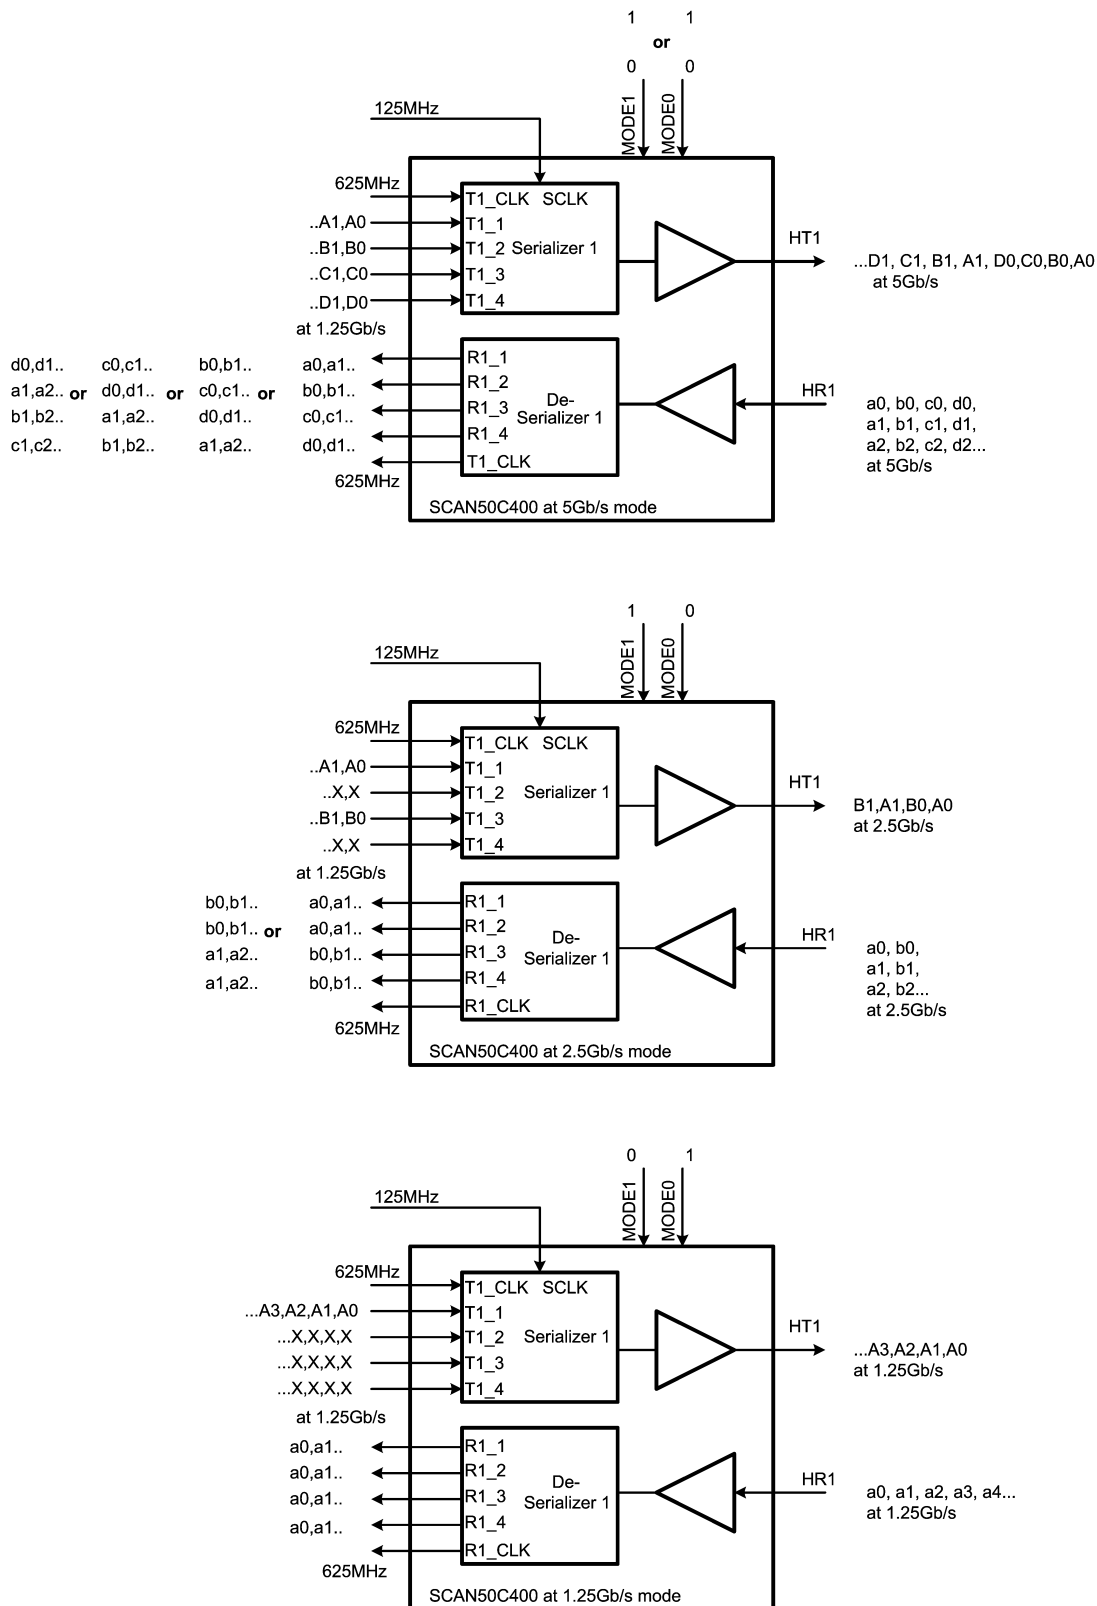 1 1
or
0 0
MODE1
MODE0
125MHz
625MHz
T1_CLK SCLK
..A1,A0
T1_1
..B1,B0
T1_2
Serializer 1
..C1,C0
T1_3
..D1,D0
T1_4
at 1.25Gb/s
HT1
...D1, C1, B1, A1, D0,C0,B0,A0
at 5Gb/s
d0,d1.. c0,c1.. b0,b1.. a0,a1..
a1,a2.. or d0,d1.. or c0,c1.. or b0,b1..
b1,b2.. a1,a2.. d0,d1.. c0,c1..
c1,c2.. b1,b2.. a1,a2.. d0,d1..
R1_1
R1_2
R1_3
R1_4
T1_CLK
De-
Serializer 1
625MHz
HR1
a0, b0, c0, d0,
a1, b1, c1, d1,
a2, b2, c2, d2...
at 5Gb/s
SCAN50C400 at 5Gb/s mode
1 0
MODE1
MODE0
125MHz
625MHz
T1_CLK SCLK
..A1,A0
T1_1
..X,X
T1_2
Serializer 1
..B1,B0
T1_3
..X,X
T1_4
at 1.25Gb/s
HT1
B1,A1,B0,A0
at 2.5Gb/s
b0,b1.. a0,a1..
b0,b1.. or a0,a1..
a1,a2.. b0,b1..
a1,a2.. b0,b1..
R1_1
R1_2
R1_3
R1_4
R1_CLK
De-
Serializer 1
625MHz
HR1
a0, b0,
a1, b1,
a2, b2...
at 2.5Gb/s
SCAN50C400 at 2.5Gb/s mode
0 1
MODE1
MODE0
125MHz
625MHz
T1_CLK SCLK
...A3,A2,A1,A0
T1_1
...X,X,X,X
T1_2
Serializer 1
...X,X,X,X
T1_3
...X,X,X,X
T1_4
at 1.25Gb/s
HT1
...A3,A2,A1,A0
at 1.25Gb/s
a0,a1..
a0,a1..
a0,a1..
a0,a1..
R1_1
R1_2
R1_3
R1_4
R1_CLK
De-
Serializer 1
625MHz
HR1
a0, a1, a2, a3, a4...
at 1.25Gb/s
SCAN50C400 at 1.25Gb/s mode